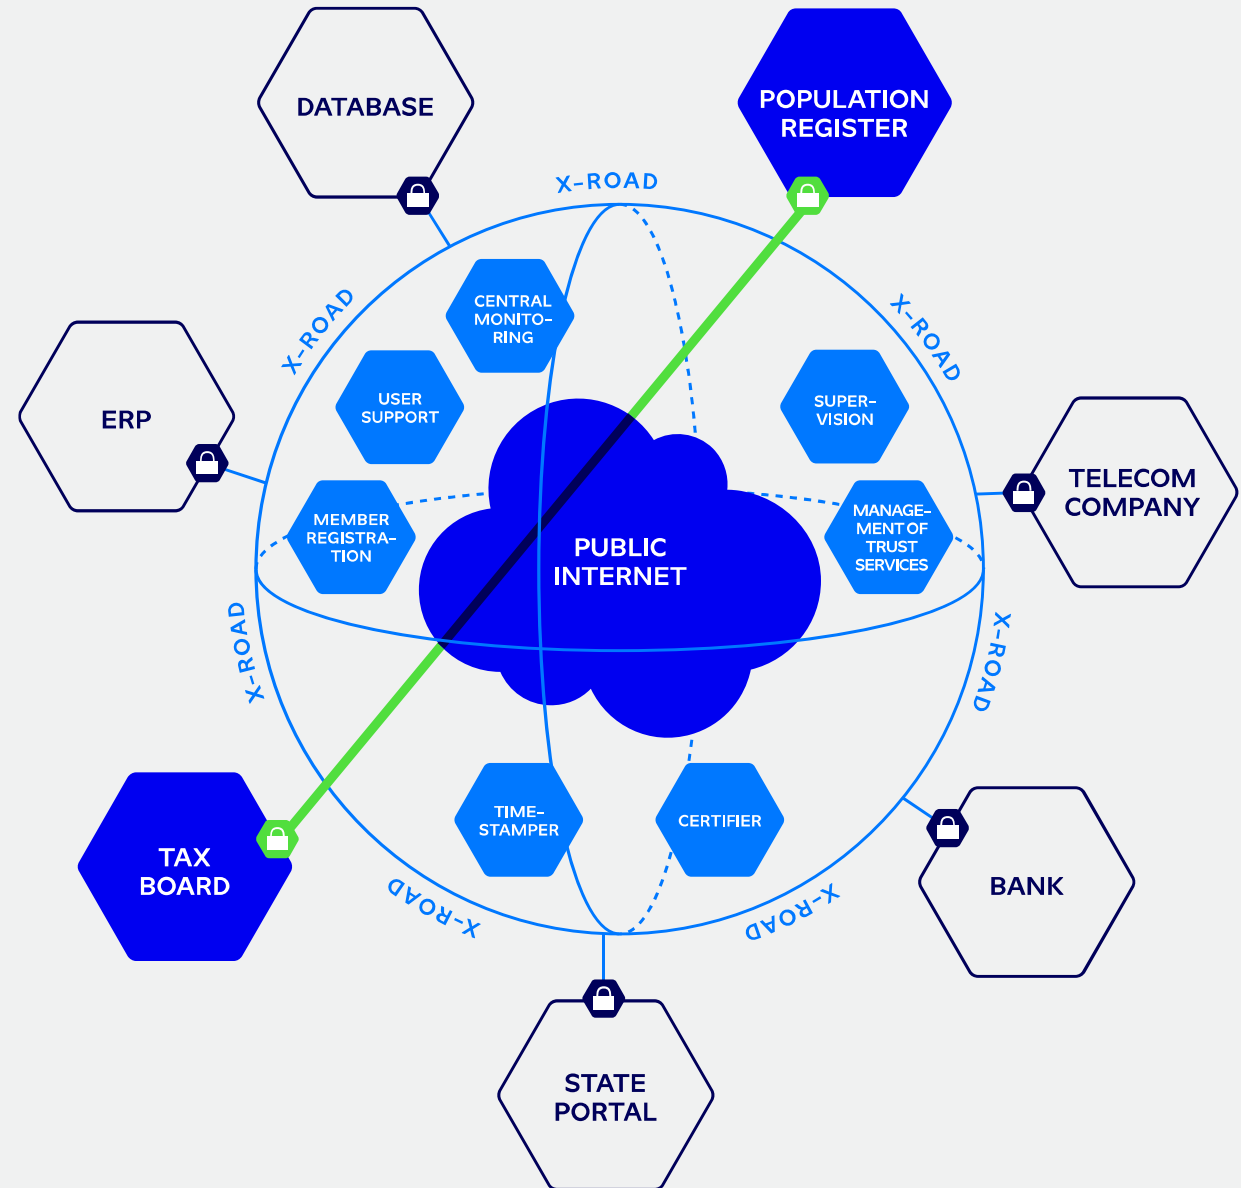 DATABASE
POPULATION
REGISTER
X-ROAD
X-ROAD
X-ROAD
CENTRAL
MONITO-
RING
USER
SUPPORT
SUPER-
VISION
ERP
TELECOM
COMPANY
MEMBER
REGISTRA-
TION
MANAGE-
MENT OF
TRUST
SERVICES
PUBLIC
INTERNET
X-ROAD
X-ROAD
TIME-
STAMPER
CERTIFIER
TAX
BOARD
BANK
X-ROAD
X-ROAD
STATE
PORTAL